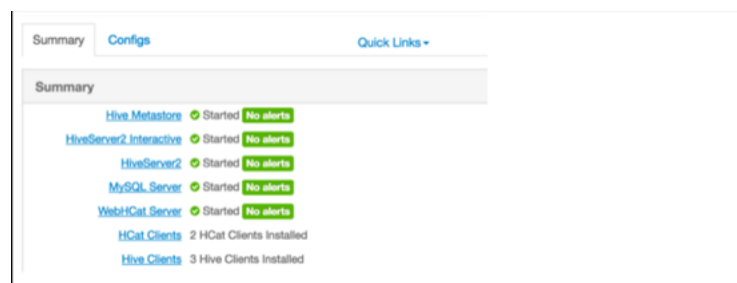 Summary Configs Quick Links
Summary
Hive Metastore Started No alerts
HiveServer2 Interactive Started No alerts
HiveServer2 Started No alerts
MySQL Server Started No alerts
WebHCat Server Started No alerts
HCat Clients 2 HCat Clients Installed
Hive Clients 3 Hive Clients Installed